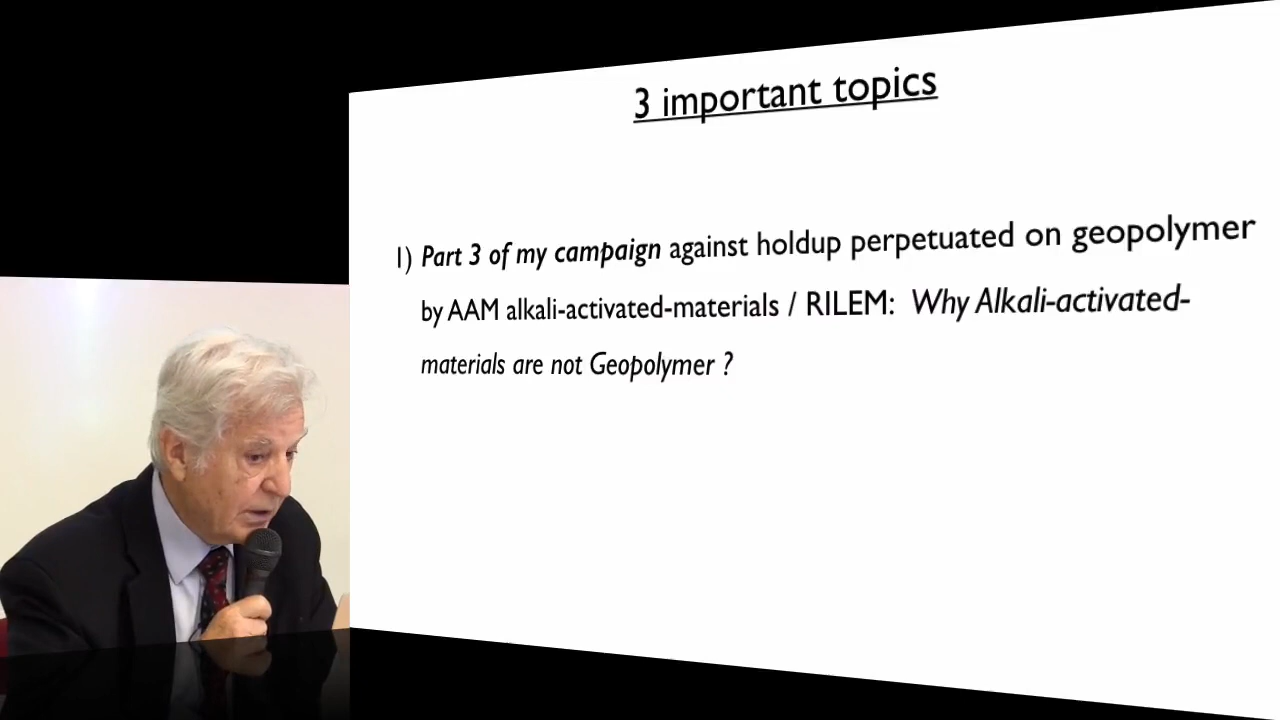 3 important topics
1) Part 3 of my campaign against holdup perpetuated on geopolymer
by AAM alkali-activated-materials / RILEM: Why Alkali-activated-
materials are not Geopolymer ?